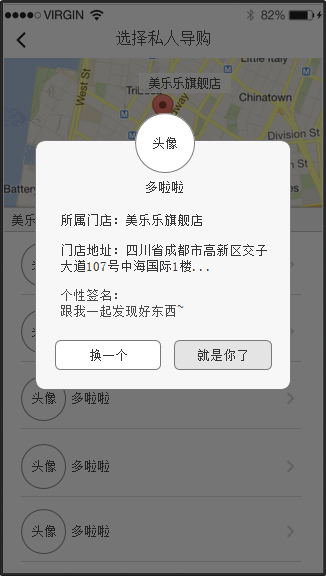 VIRGIN 82%
选择私人导购
Little Italy
West St
美乐乐旗舰店
Chinatown
Division St
头像
Battery
多啦啦
所属门店：美乐乐旗舰店
美乐
门店地址：四川省成都市高新区交子
大道107号中海国际1楼...
个性签名：
跟我一起发现好东西~
换一个
就是你了
头像 多啦啦
头像 多啦啦
头像 多啦啦